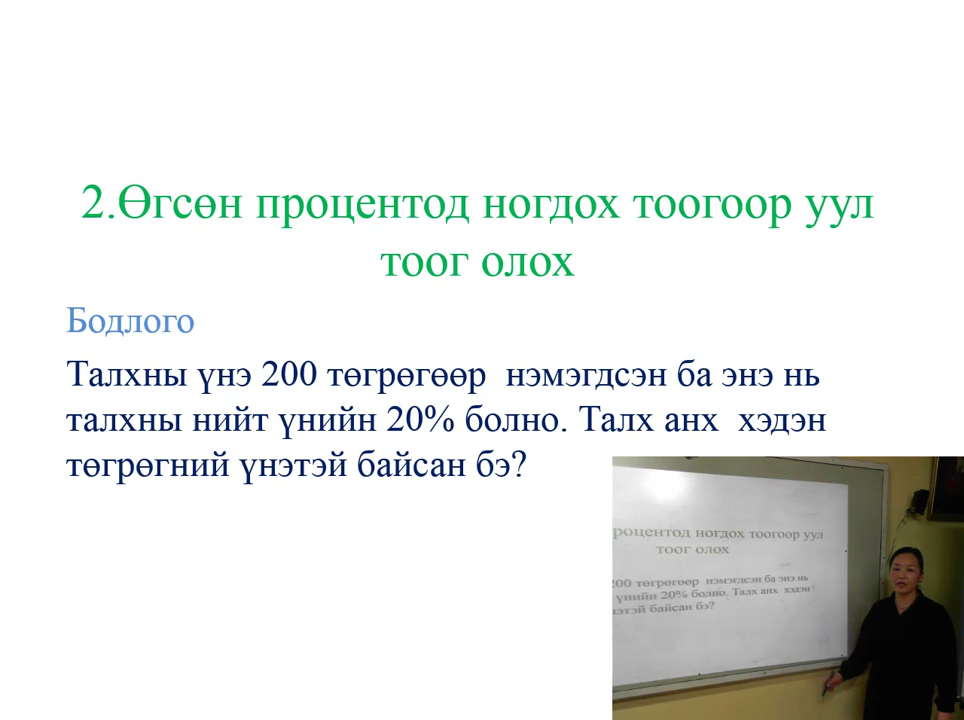 2.Өгсөн процентод ногдох тоогоор уул
тоог олох
Бодлого
Талхны үнэ 200 төгрөгөөр нэмэгдсэн ба энэ нь
талхны нийт үнийн 20% болно. Талх анх хэдэн
төгрөгний үнэтэй байсан бэ?
роцентод ногдох тоогоор уул
тоог олох
200 төгрөгөөр нэмэгдсэн ба энэ нь
үнийн 20% болно. Талх анх хэдэн
нэтэй байсан бэ?